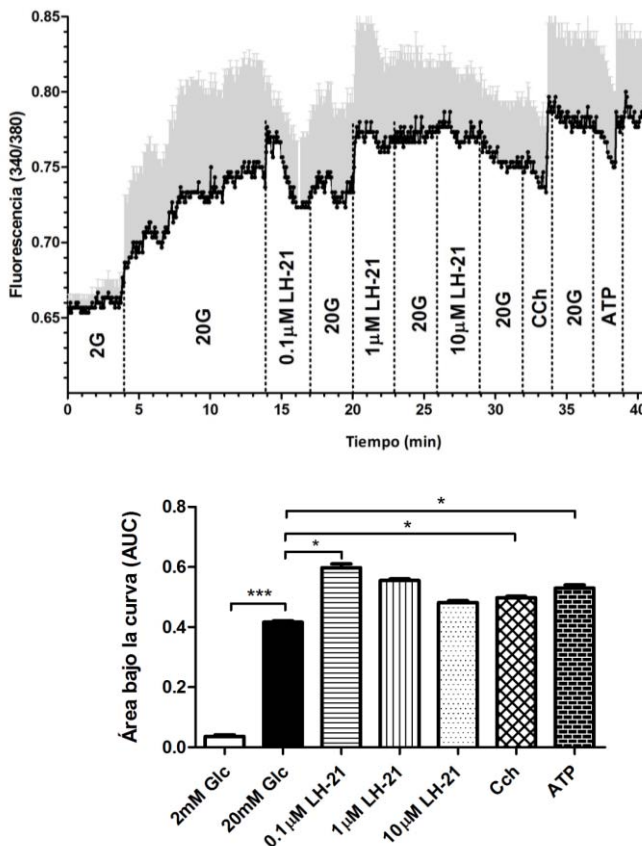 0.85
0.80
0.75
0.70
0.65
Fluorescencia (340/380)
2G
20G
0.1µM LH-21
20G
1µM LH-21
20G
10µM LH-21
20G
CCh
20G
ATP
0 5 10 15 20 25 30 35 40
Tiempo (min)
0.8
0.6
0.4
0.2
0.0
Área bajo la curva (AUC)
*
*
*
***
2mM Glc
20mM Glc
0.1µM LH-21
1µM LH-21
10µM LH-21
Cch
ATP